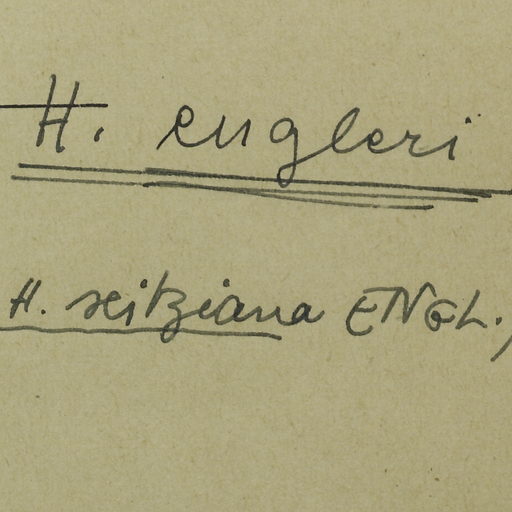 H. engleri
H. seitziana ENGL.,